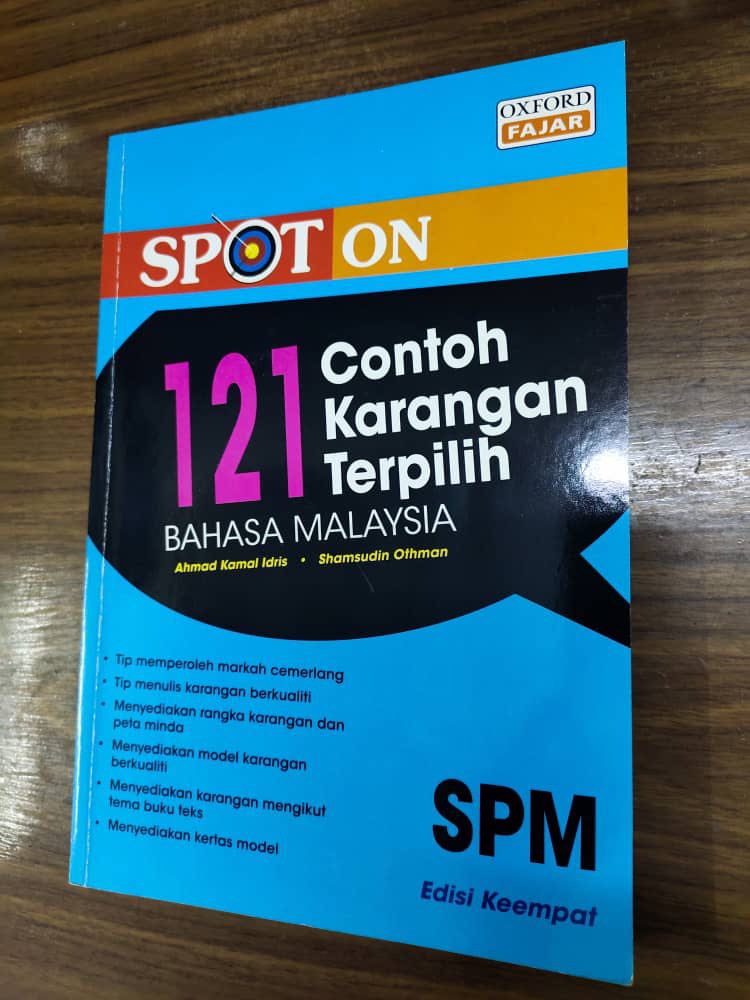 OXFORD
FAJAR
SPOT ON
121 Contoh
Karangan
Terpilih
BAHASA MALAYSIA
Ahmad Kamal Idris • Shamsudin Othman
• Tip memperoleh markah cemerlang
• Tip menulis karangan berkualiti
• Menyediakan rangka karangan dan
peta minda
• Menyediakan model karangan
berkualiti
• Menyediakan karangan mengikut
tema buku teks
• Menyediakan kertas model
SPM
Edisi Keempat